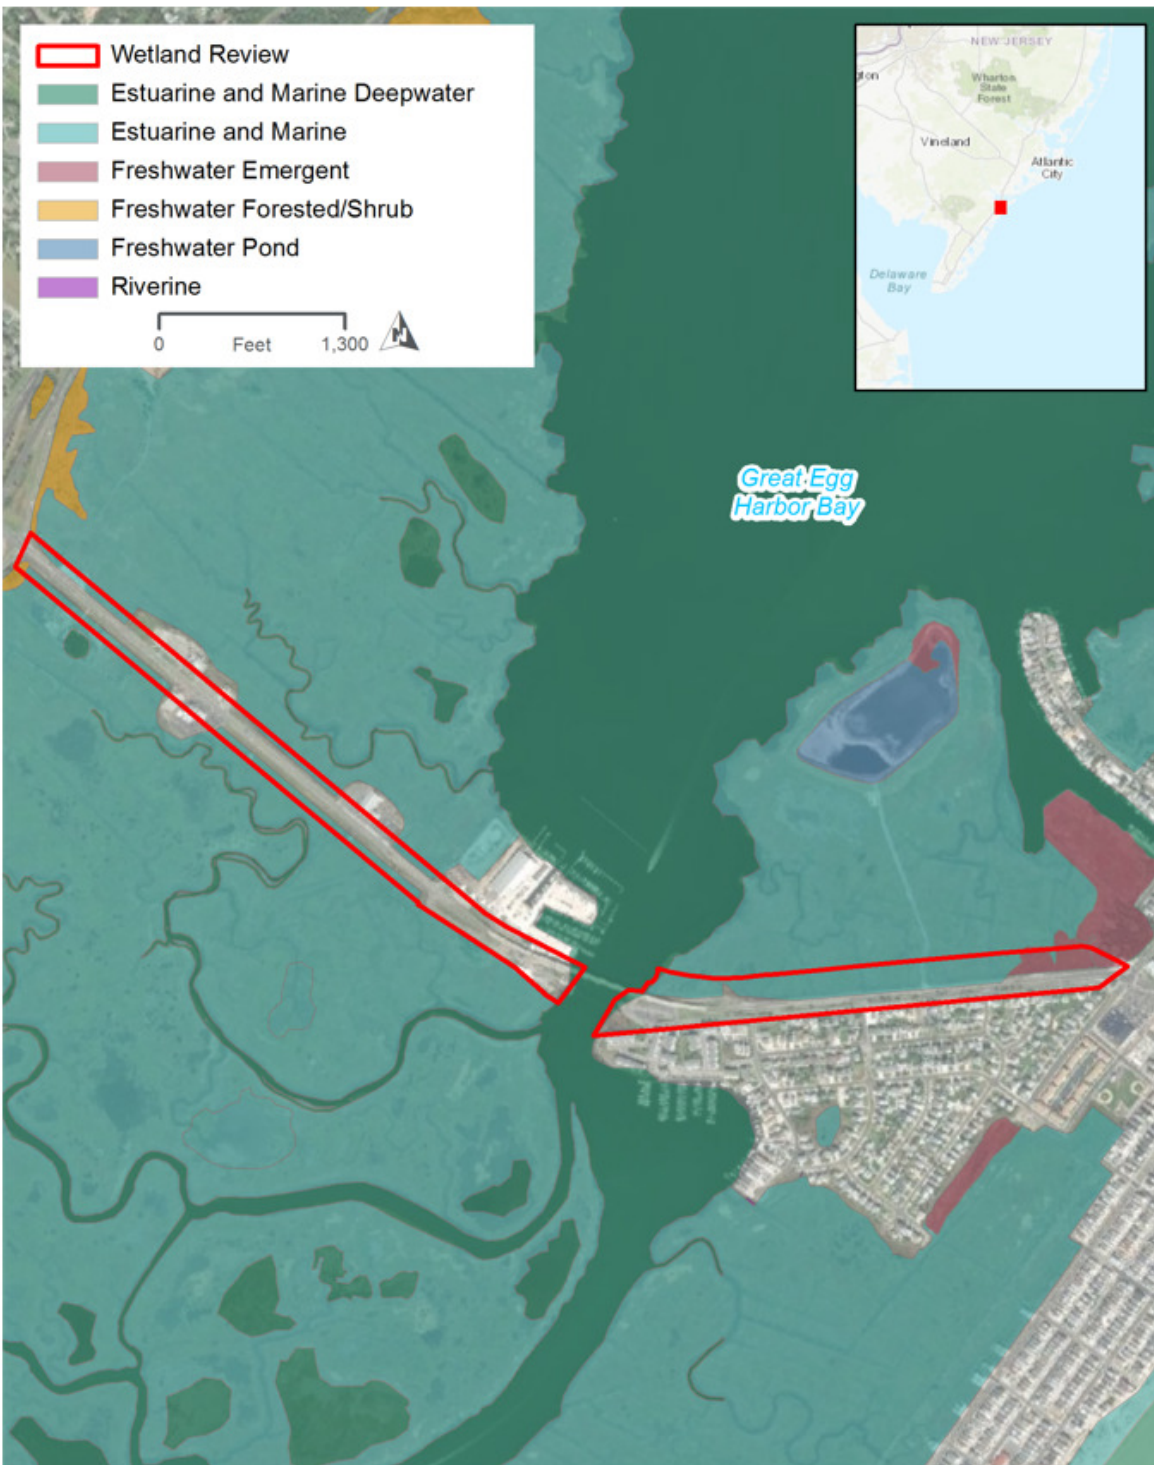 Wetland Review
Estuarine and Marine Deepwater
Estuarine and Marine
Freshwater Emergent
Freshwater Forested/Shrub
Freshwater Pond
Riverine
0 Feet 1,300 N
NEW JERSEY
gton
Wharton
State
Forest
Vineland
Atlantic
City
Delaware
Bay
Great Egg
Harbor Bay